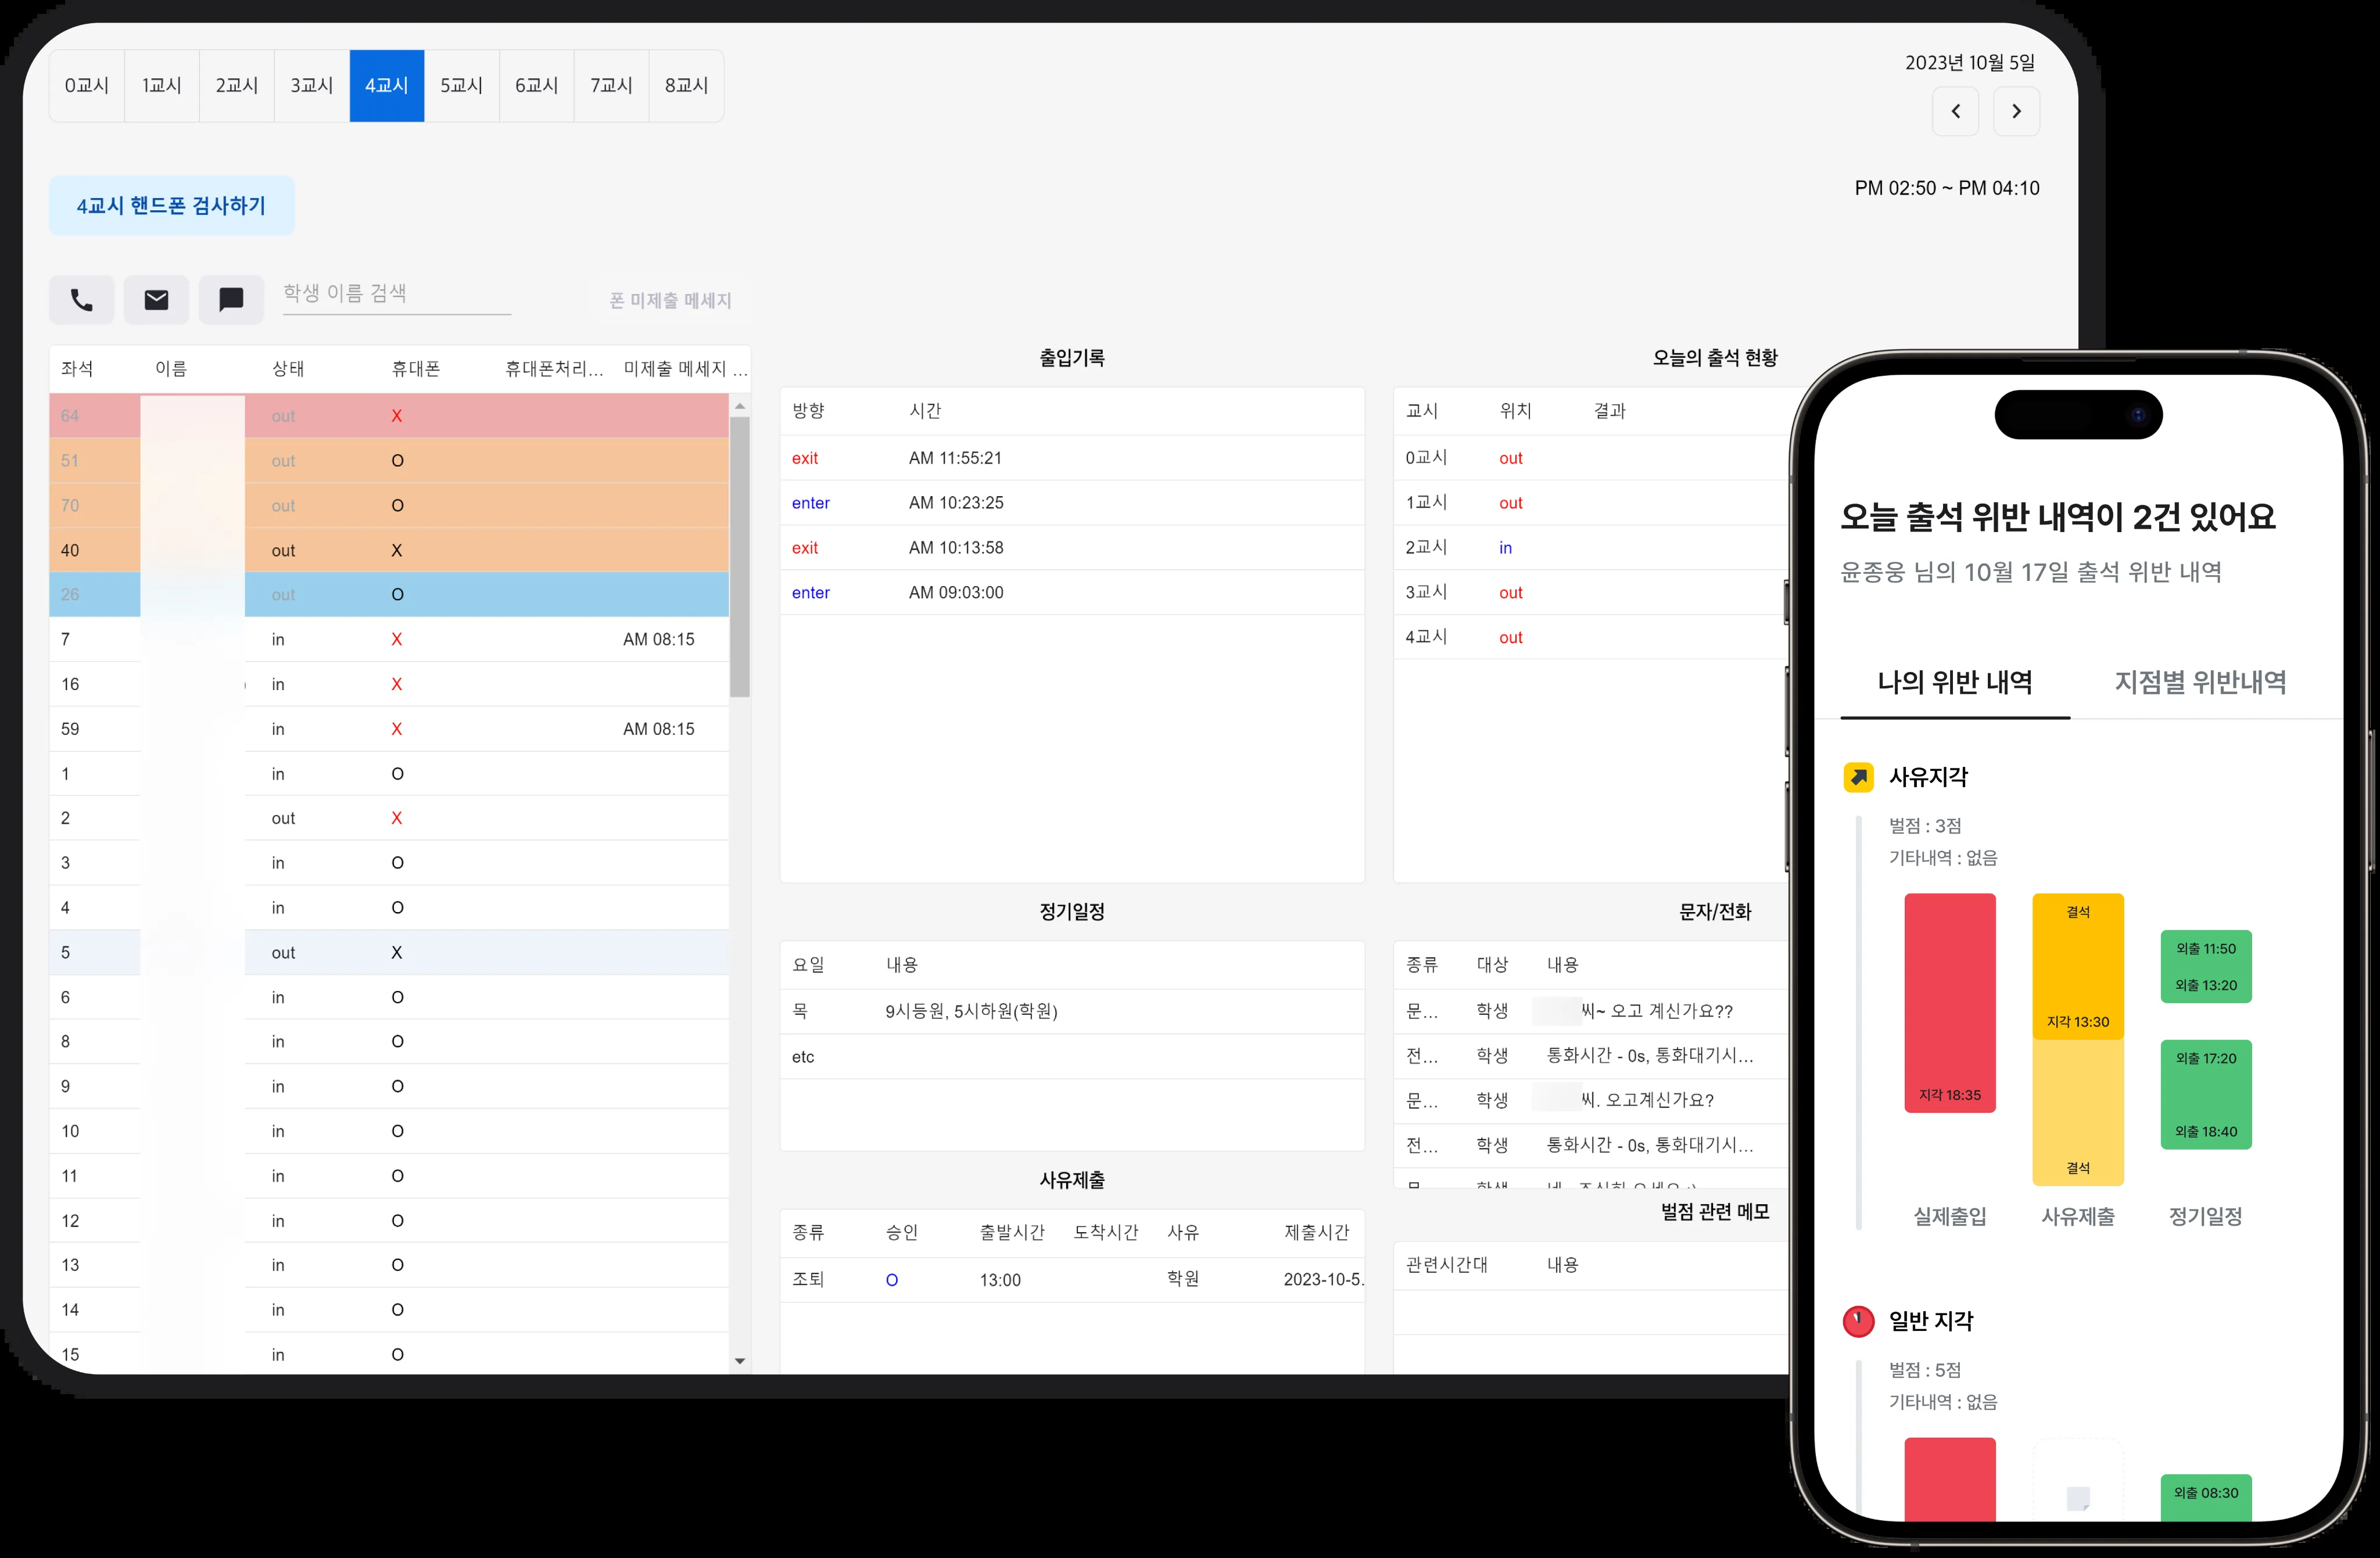 0교시 1교시 2교시 3교시 4교시 5교시 6교시 7교시 8교시
2023년 10월 5일
4교시 핸드폰 검사하기
PM 02:50 ~ PM 04:10
학생 이름 검색
폰 미제출 메세지
좌석 이름 상태 휴대폰 휴대폰처리... 미제출 메세지 ...
64 out X
51 out O
70 out O
40 out X
26 out O
7 in X AM 08:15
16 in X
59 in X AM 08:15
1 in O
2 out X
3 in O
4 in O
5 out X
6 in O
8 in O
9 in O
10 in O
11 in O
12 in O
13 in O
14 in O
15 in O
출입기록
방향 시간
exit AM 11:55:21
enter AM 10:23:25
exit AM 10:13:58
enter AM 09:03:00
오늘의 출석 현황
교시 위치 결과
0교시 out
1교시 out
2교시 in
3교시 out
4교시 out
정기일정
요일 내용
목 9시등원, 5시하원(학원)
etc
문자/전화
종류 대상 내용
문... 학생 씨~ 오고 계신가요??
전... 학생 통화시간 - 0s, 통화대기시...
문... 학생 씨. 오고계신가요?
전... 학생 통화시간 - 0s, 통화대기시...
사유제출
종류 승인 출발시간 도착시간 사유 제출시간
조퇴 O 13:00 학원 2023-10-5.
벌점 관련 메모
관련시간대 내용
오늘 출석 위반 내역이 2건 있어요
윤종웅 님의 10월 17일 출석 위반 내역
나의 위반 내역 지점별 위반내역
사유지각
벌점 : 3점
기타내역 : 없음
결석
외출 11:50
외출 13:20
지각 13:30
외출 17:20
지각 18:35
외출 18:40
결석
실제출입 사유제출 정기일정
일반 지각
벌점 : 5점
기타내역 : 없음
외출 08:30